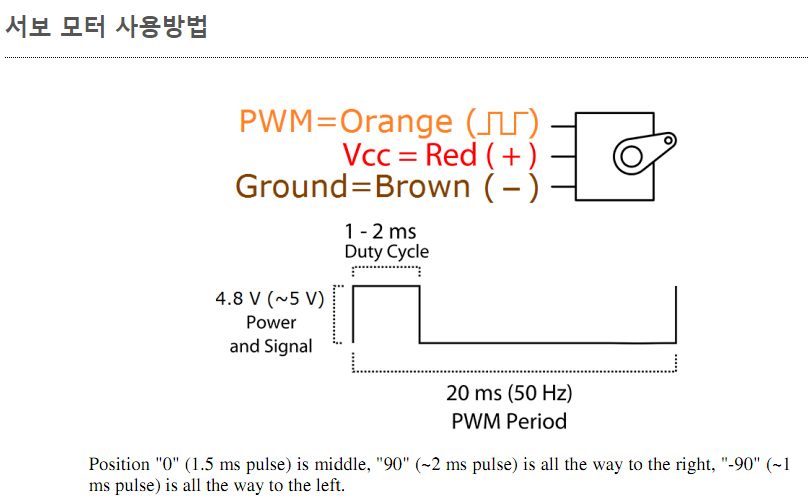 서보 모터 사용방법
PWM=Orange (⎍⎍)
Vcc = Red ( + )
Ground=Brown ( − )
1 - 2 ms
Duty Cycle
4.8 V (~5 V)
Power
and Signal
20 ms (50 Hz)
PWM Period
Position "0" (1.5 ms pulse) is middle, "90" (~2 ms pulse) is all the way to the right, "-90" (~1
ms pulse) is all the way to the left.